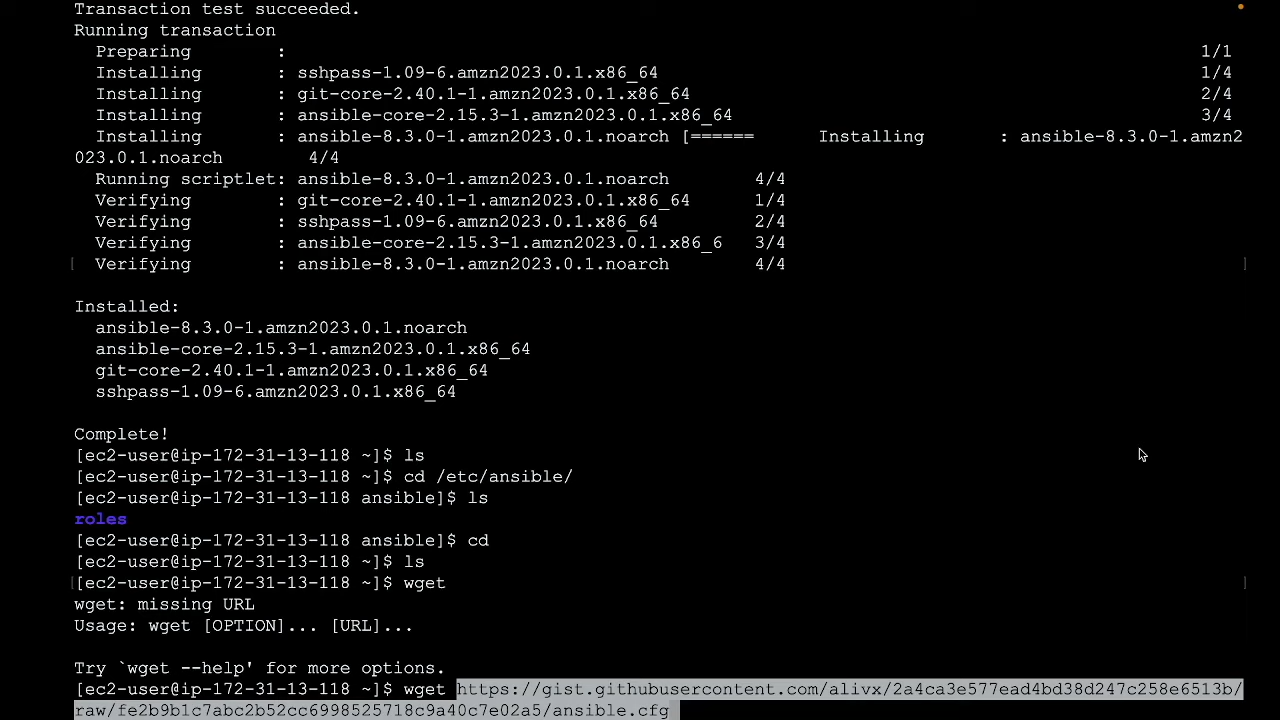 Transaction test succeeded.
Running transaction
  Preparing        :                                                                                       1/1
  Installing       : sshpass-1.09-6.amzn2023.0.1.x86_64                                                    1/4
  Installing       : git-core-2.40.1-1.amzn2023.0.1.x86_64                                                 2/4
  Installing       : ansible-core-2.15.3-1.amzn2023.0.1.x86_64                                             3/4
  Installing       : ansible-8.3.0-1.amzn2023.0.1.noarch [======      Installing       : ansible-8.3.0-1.amzn2
023.0.1.noarch        4/4
  Running scriptlet: ansible-8.3.0-1.amzn2023.0.1.noarch        4/4
  Verifying        : git-core-2.40.1-1.amzn2023.0.1.x86_64      1/4
  Verifying        : sshpass-1.09-6.amzn2023.0.1.x86_64         2/4
  Verifying        : ansible-core-2.15.3-1.amzn2023.0.1.x86_6   3/4
[ Verifying        : ansible-8.3.0-1.amzn2023.0.1.noarch        4/4 ]
Installed:
  ansible-8.3.0-1.amzn2023.0.1.noarch
  ansible-core-2.15.3-1.amzn2023.0.1.x86_64
  git-core-2.40.1-1.amzn2023.0.1.x86_64
  sshpass-1.09-6.amzn2023.0.1.x86_64
Complete!
[ec2-user@ip-172-31-13-118 ~]$ ls
[ec2-user@ip-172-31-13-118 ~]$ cd /etc/ansible/
[ec2-user@ip-172-31-13-118 ansible]$ ls
roles
[ec2-user@ip-172-31-13-118 ansible]$ cd
[ec2-user@ip-172-31-13-118 ~]$ ls
[[ec2-user@ip-172-31-13-118 ~]$ wget ]
wget: missing URL
Usage: wget [OPTION]... [URL]...
Try `wget --help' for more options.
[ec2-user@ip-172-31-13-118 ~]$ wget https://gist.githubusercontent.com/alivx/2a4ca3e577ead4bd38d247c258e6513b/
raw/fe2b9b1c7abc2b52cc6998525718c9a40c7e02a5/ansible.cfg